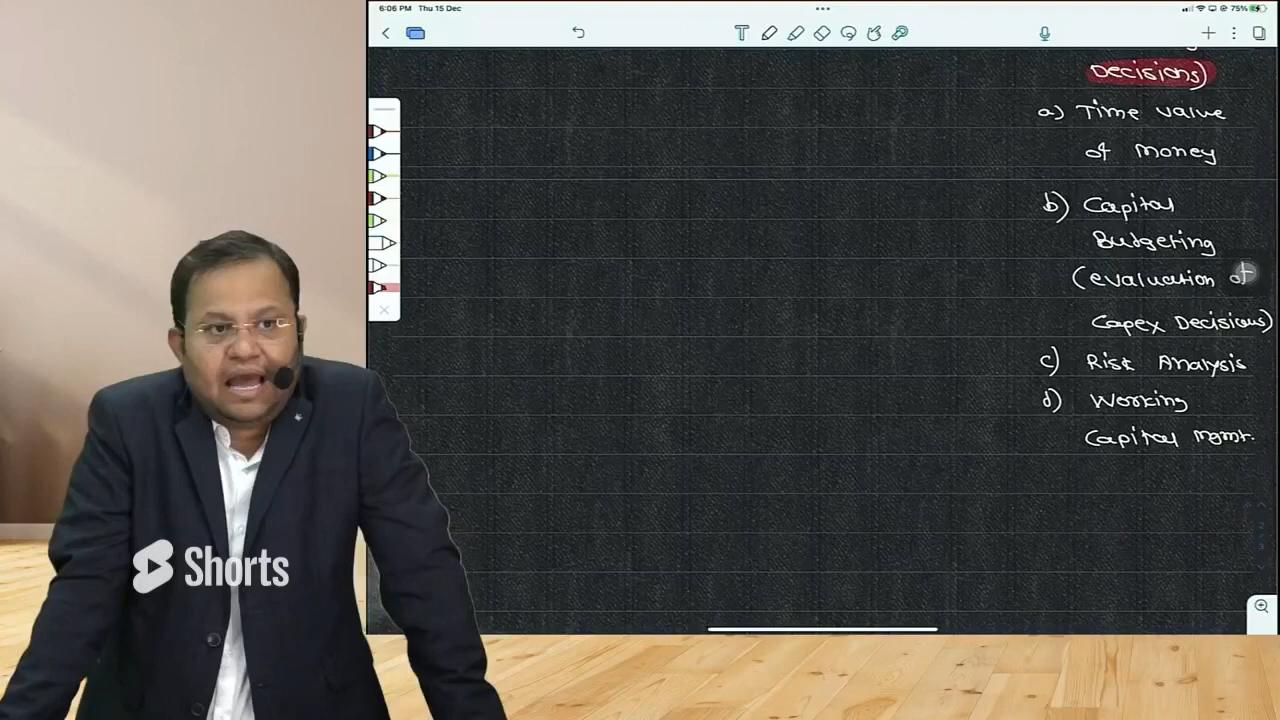 6:06 PM Thu 15 Dec
75%
T
Decisions)
a) Time value
of Money
b) Capital
Budgeting
(evaluation of
Capex Decisions)
c) Risk Analysis
d) Working
Capital Mgmt.
Shorts